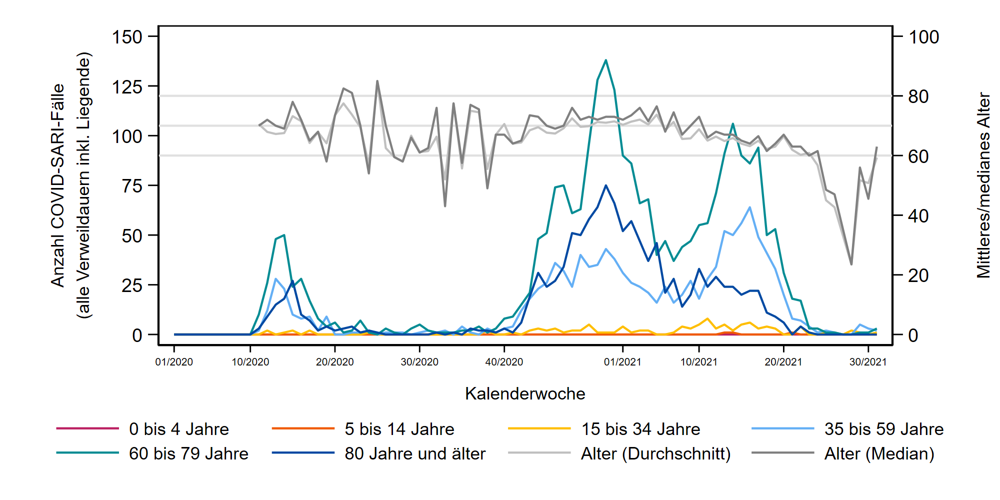 Anzahl COVID-SARI-Fälle
(alle Verweildauern inkl. Liegende)
150
125
100
75
50
25
0
100
80
60
40
20
0
Mittleres/medianes Alter
01/2020 10/2020 20/2020 30/2020 40/2020 01/2021 10/2021 20/2021 30/2021
Kalenderwoche
0 bis 4 Jahre 5 bis 14 Jahre 15 bis 34 Jahre 35 bis 59 Jahre
60 bis 79 Jahre 80 Jahre und älter Alter (Durchschnitt) Alter (Median)